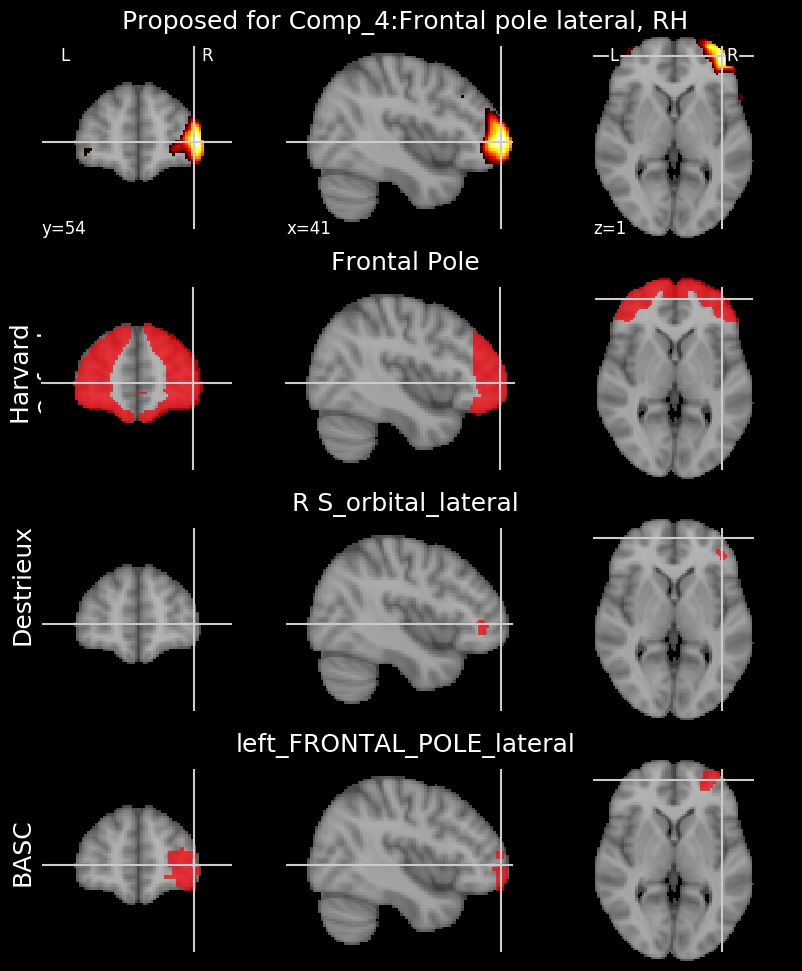 Proposed for Comp_4:Frontal pole lateral, RH
L R L R
y=54 x=41 z=1
Frontal Pole
Harvard
R S_orbital_lateral
Destrieux
left_FRONTAL_POLE_lateral
BASC